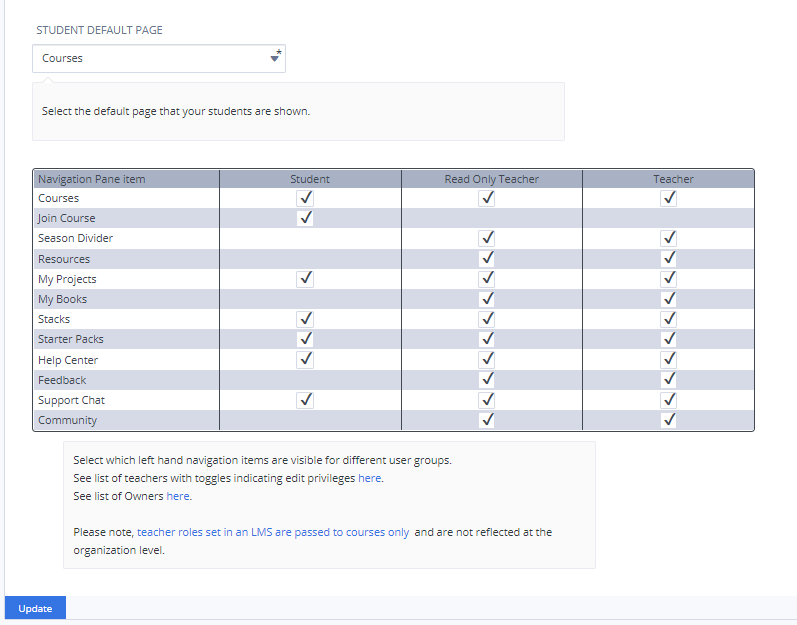 STUDENT DEFAULT PAGE
Courses *
Select the default page that your students are shown.
Navigation Pane item Student Read Only Teacher Teacher
Courses ✓ ✓ ✓
Join Course ✓
Season Divider ✓ ✓
Resources ✓ ✓
My Projects ✓ ✓ ✓
My Books ✓ ✓
Stacks ✓ ✓ ✓
Starter Packs ✓ ✓ ✓
Help Center ✓ ✓ ✓
Feedback ✓ ✓
Support Chat ✓ ✓ ✓
Community ✓ ✓
Select which left hand navigation items are visible for different user groups.
See list of teachers with toggles indicating edit privileges here.
See list of Owners here.
Please note, teacher roles set in an LMS are passed to courses only and are not reflected at the
organization level.
Update